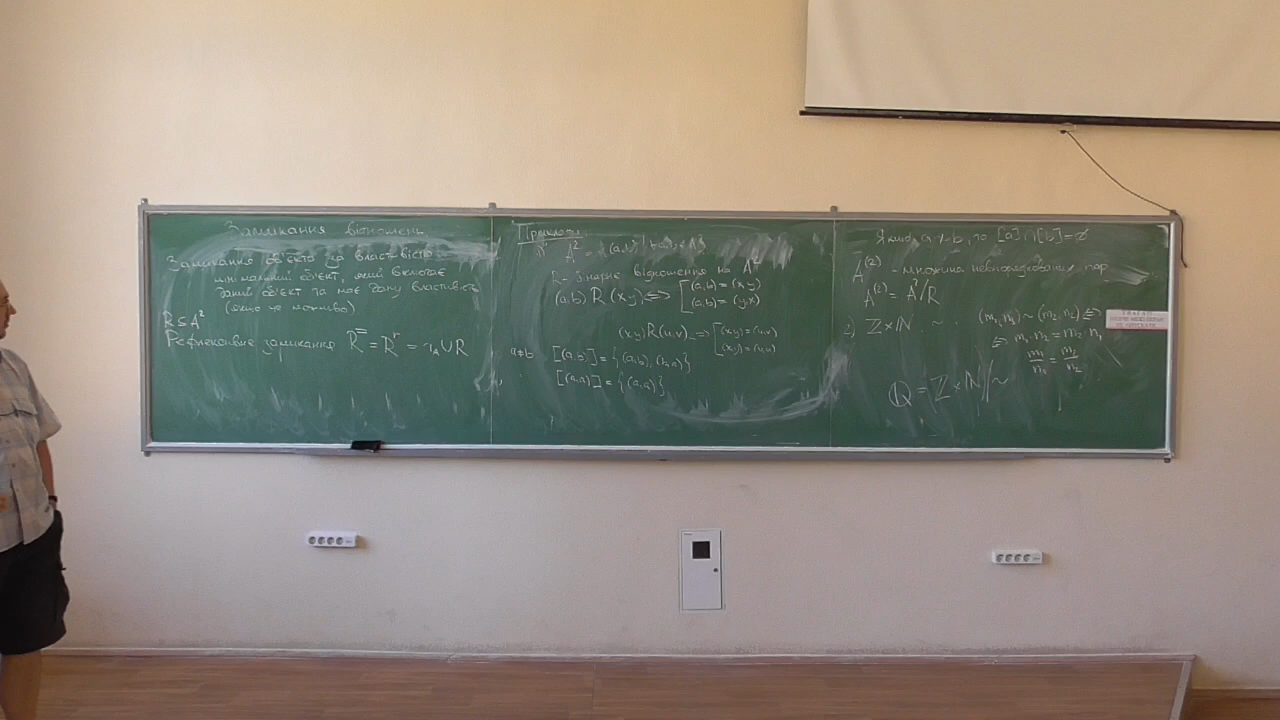 Замикання відношень
Замикання об'єкта за властивістю
мінімальний об'єкт, який включає
даний об'єкт та має дану властивість
(якщо це можливо)
R ⊆ A²
Рефлексивне замикання R⁼ = Rʳ = ∪ R
Приклади
1) A² = {(a,b) | a,b ∈ A}
R - бінарне відношення на A²
(a,b) R (x,y) ⟺ [(a,b) = (x,y)
(a,b) = (y,x)
(x,y) R (u,v) ⟹ [(x,y) = (u,v)
(x,y) = (v,u)
a≠b [(a,b)] = {(a,b), (b,a)}
[(a,a)] = {(a,a)}
Якщо a b, то [a] ∩ [b] = ∅
A⁽²⁾ - множина невпорядкованих пар
A⁽²⁾ = A²/R
2) ℤ × ℕ ~ (m₁, n₁) ~ (m₂, n₂) ⟺
⟺ m₁ · n₂ = m₂ · n₁
m₁/n₁ = m₂/n₂
ℚ = ℤ × ℕ/~